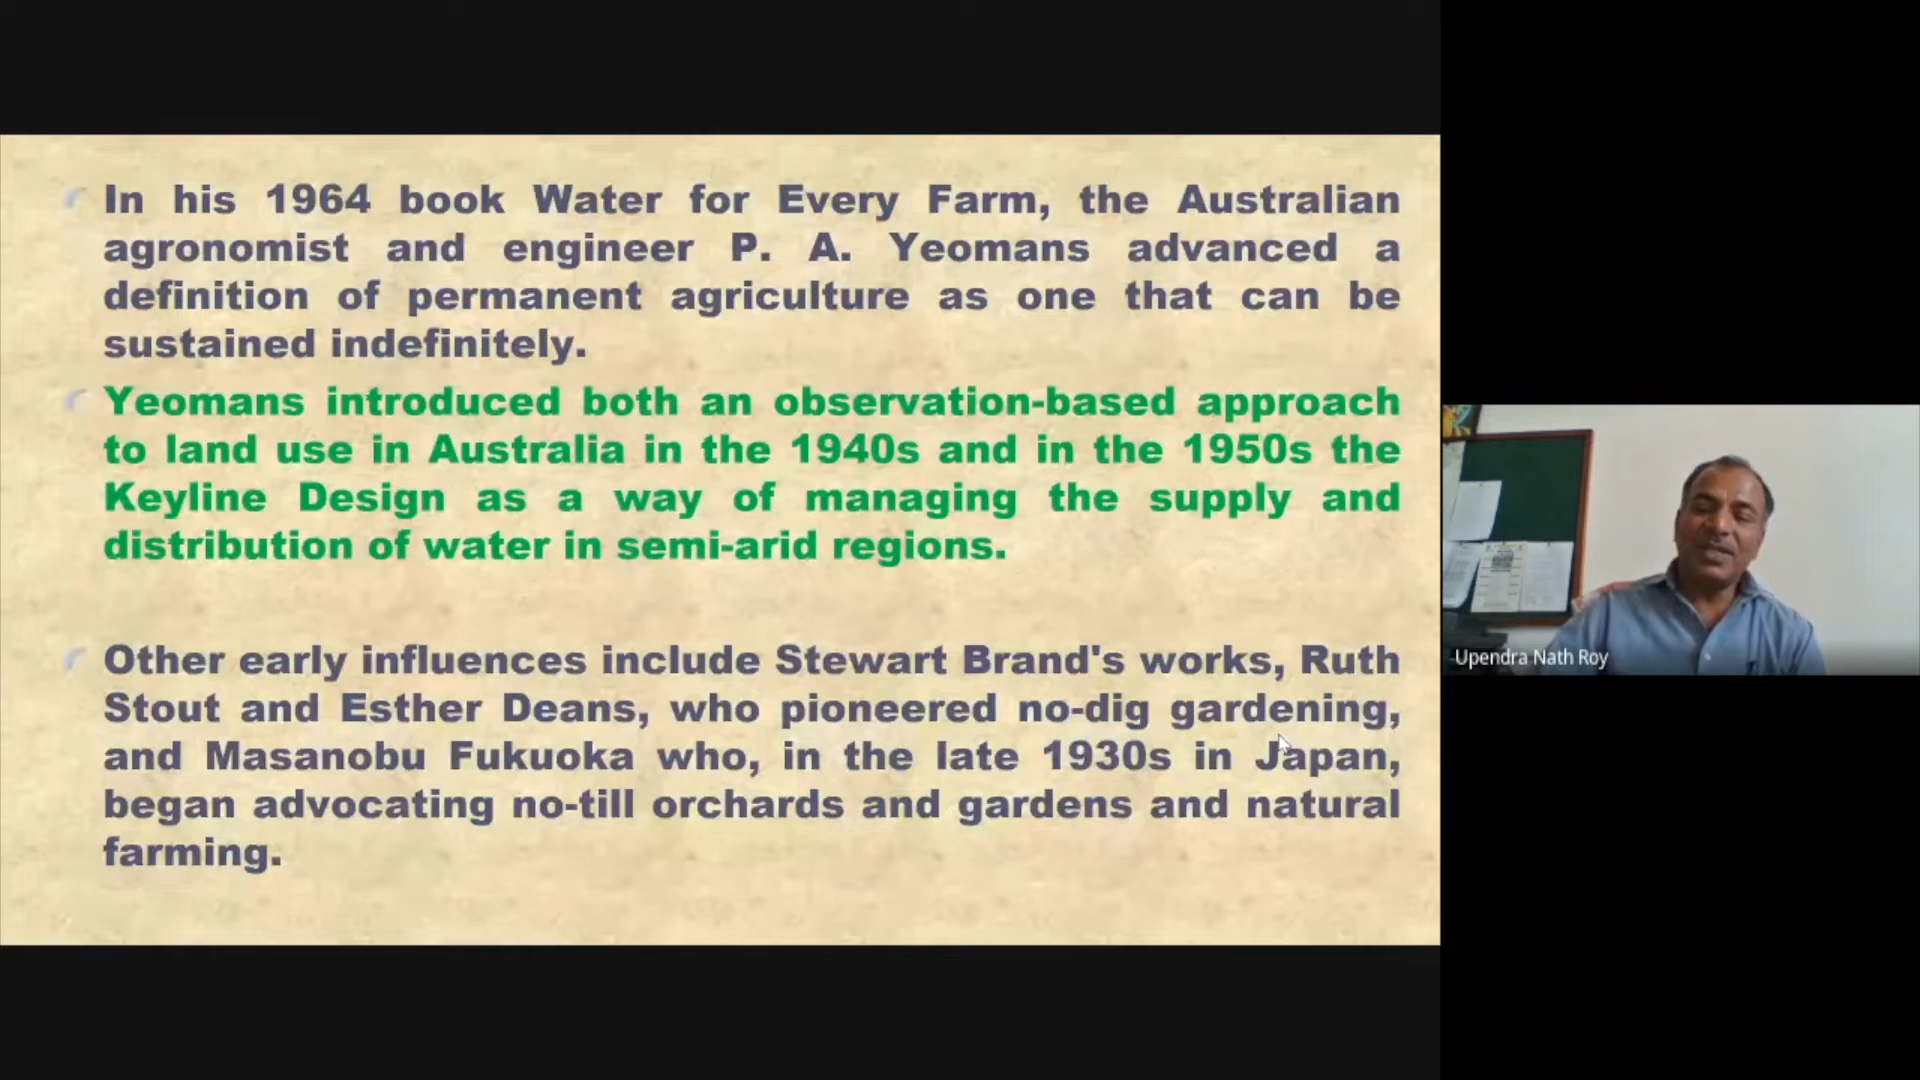 In his 1964 book Water for Every Farm, the Australian
agronomist and engineer P. A. Yeomans advanced a
definition of permanent agriculture as one that can be
sustained indefinitely.
Yeomans introduced both an observation-based approach
to land use in Australia in the 1940s and in the 1950s the
Keyline Design as a way of managing the supply and
distribution of water in semi-arid regions.
Other early influences include Stewart Brand's works, Ruth
Stout and Esther Deans, who pioneered no-dig gardening,
and Masanobu Fukuoka who, in the late 1930s in Japan,
began advocating no-till orchards and gardens and natural
farming.
Upendra Nath Roy